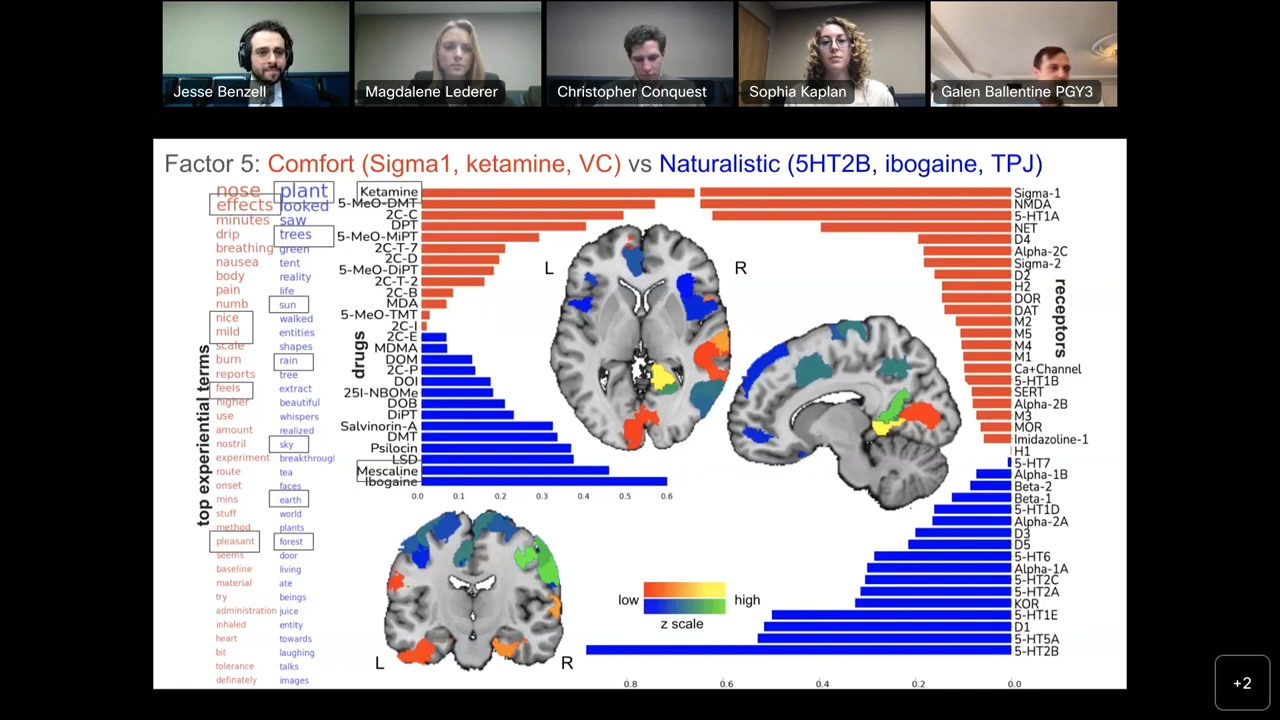 Jesse Benzell
Magdalene Lederer
Christopher Conquest
Sophia Kaplan
Galen Ballentine PGY3
Factor 5: Comfort (Sigma1, ketamine, VC) vs Naturalistic (5HT2B, ibogaine, TPJ)
top experiential terms
nose
effects
minutes
drip
breathing
nausea
body
pain
numb
nice
mild
scale
burn
reports
feels
higher
use
amount
nostril
experiment
route
onset
mins
stuff
method
pleasant
seems
baseline
material
try
administration
inhaled
heart
bit
tolerance
definately
plant
looked
saw
trees
green
tent
reality
life
sun
walked
entities
shapes
rain
tree
extract
beautiful
whispers
realized
sky
breakthrougl
tea
faces
earth
world
plants
forest
door
living
ate
beings
juice
entity
towards
laughing
talks
images
drugs
Ketamine
5-MeO-DMT
2C-C
DPT
5-MeO-MiPT
2C-T-7
2C-D
5-MeO-DiPT
2C-T-2
2C-B
MDA
5-MeO-TMT
2C-I
2C-E
MDMA
DOM
2C-P
DOI
25I-NBOMe
DOB
DiPT
Salvinorin-A
DMT
Psilocin
LSD
Mescaline
Ibogaine
0.0 0.1 0.2 0.3 0.4 0.5 0.6
L
R
L
R
low
high
z scale
receptors
Sigma-1
NMDA
5-HT1A
NET
D4
Alpha-2C
Sigma-2
D2
H2
DOR
DAT
M2
M5
M4
M1
Ca+Channel
5-HT1B
SERT
Alpha-2B
M3
MOR
Imidazoline-1
H1
5-HT7
Alpha-1B
Beta-2
Beta-1
5-HT1D
Alpha-2A
D3
D5
5-HT6
Alpha-1A
5-HT2C
5-HT2A
KOR
5-HT1E
D1
5-HT5A
5-HT2B
0.8 0.6 0.4 0.2 0.0
+2